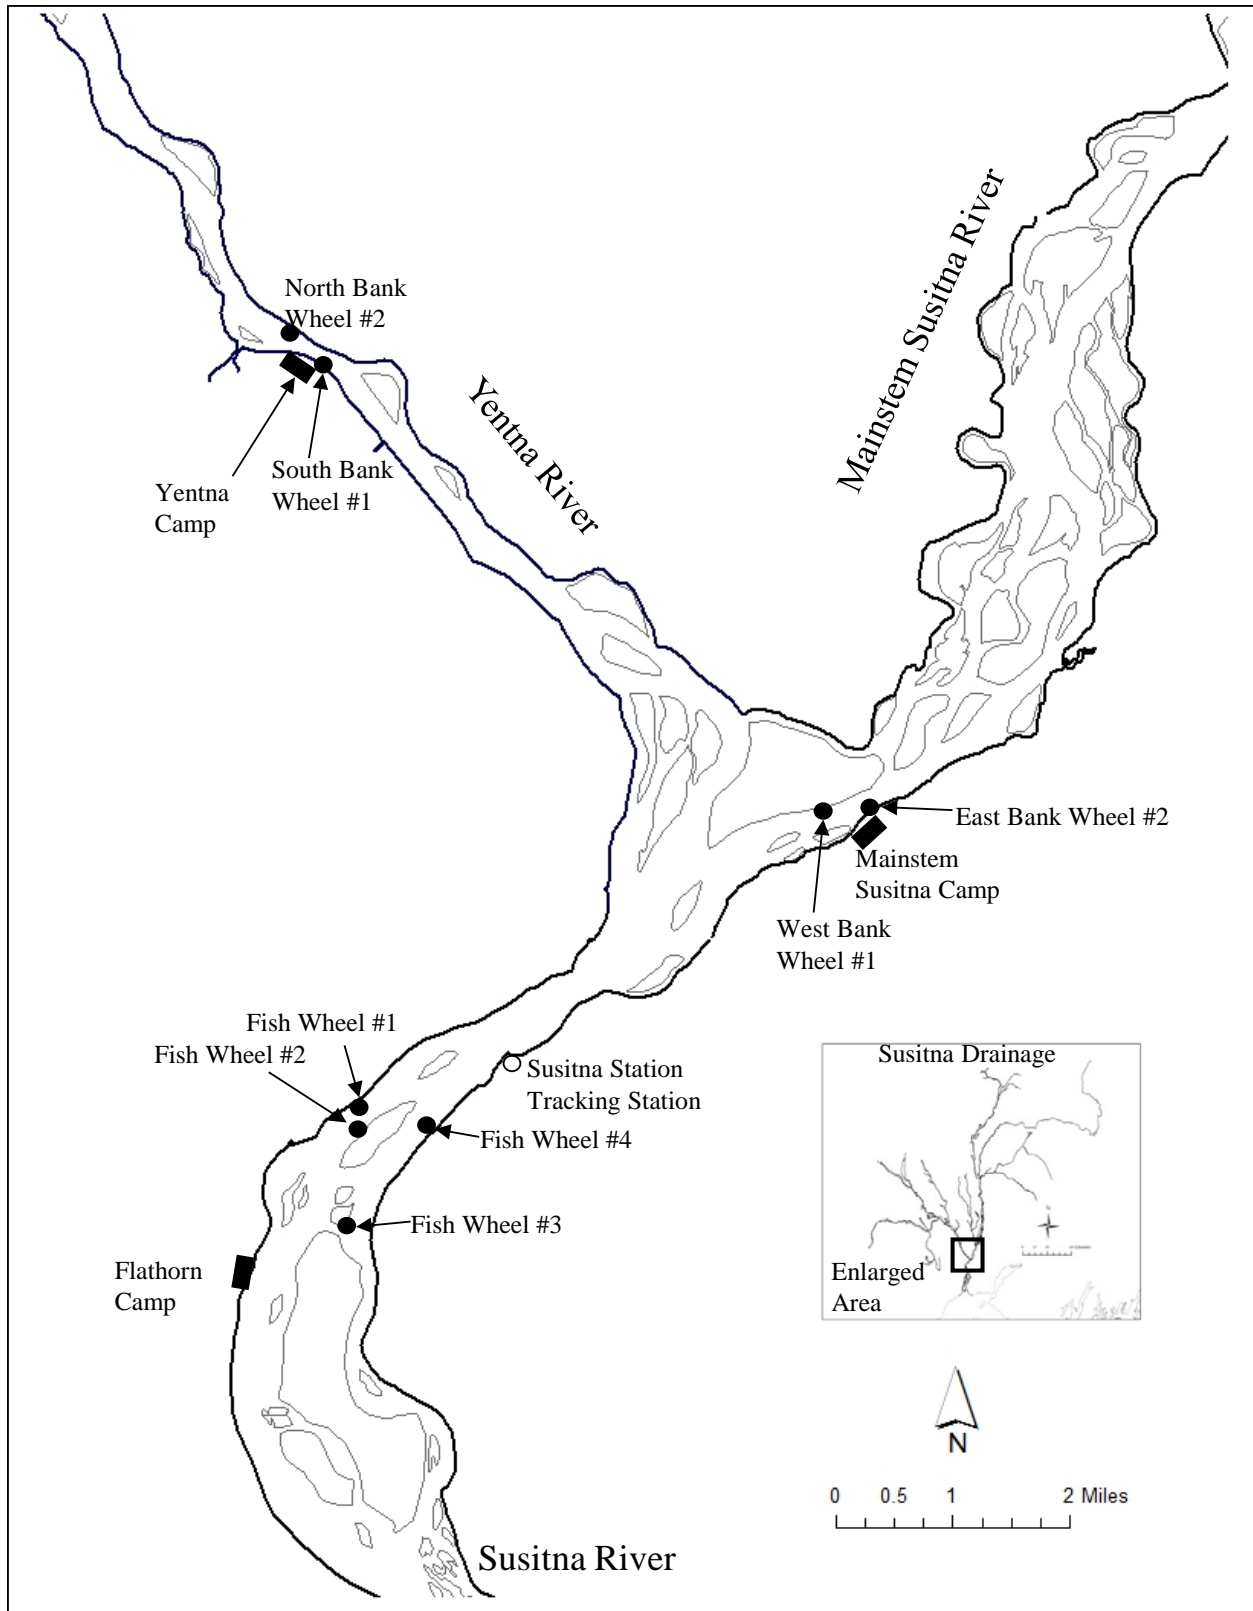 Mainstem Susitna River
North Bank
Wheel #2
Yentna River
South Bank
Wheel #1
Yentna
Camp
East Bank Wheel #2
Mainstem
Susitna Camp
West Bank
Wheel #1
Fish Wheel #1
Fish Wheel #2
Susitna Station
Tracking Station
Fish Wheel #4
Fish Wheel #3
Flathorn
Camp
Susitna Drainage
Enlarged
Area
N
0 0.5 1 2 Miles
Susitna River